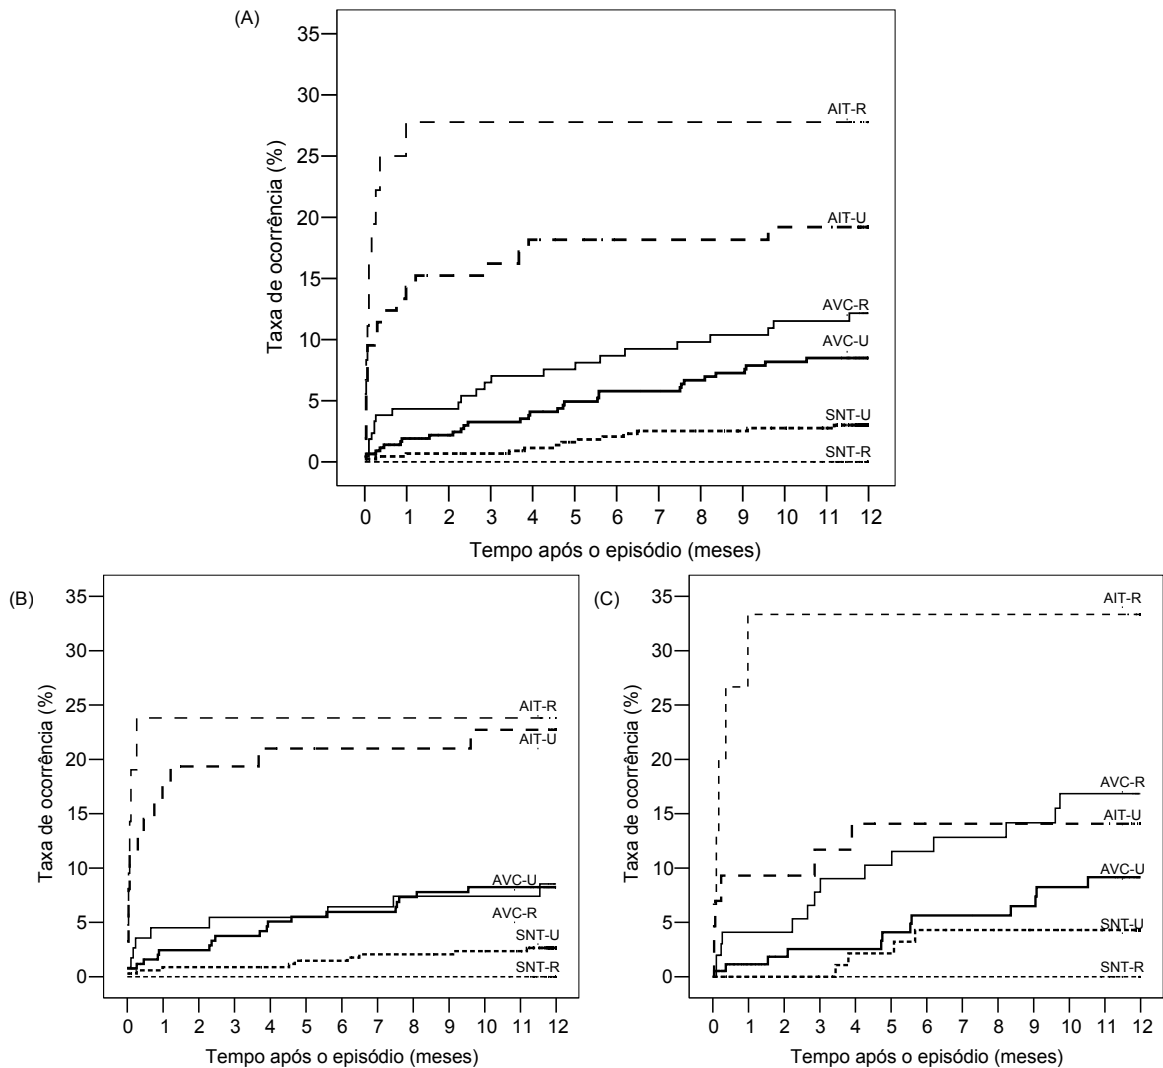 (A)
Taxa de ocorrência (%)
35
30
25
20
15
10
5
0
AIT-R
AIT-U
AVC-R
AVC-U
SNT-U
SNT-R
0 1 2 3 4 5 6 7 8 9 10 11 12
Tempo após o episódio (meses)
(B)
Taxa de ocorrência (%)
35
30
25
20
15
10
5
0
AIT-R
AIT-U
AVC-U
AVC-R
SNT-U
SNT-R
0 1 2 3 4 5 6 7 8 9 10 11 12
Tempo após o episódio (meses)
(C)
Taxa de ocorrência (%)
35
30
25
20
15
10
5
0
AIT-R
AVC-R
AIT-U
AVC-U
SNT-U
SNT-R
0 1 2 3 4 5 6 7 8 9 10 11 12
Tempo após o episódio (meses)